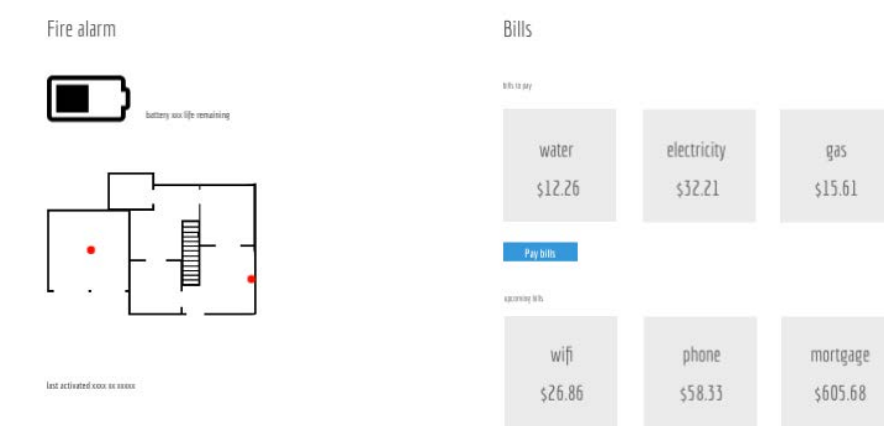 Fire alarm
battery xxx life remaining
last activated xxxx xx xxxxx
Bills
bills to pay
water
$12.26
electricity
$32.21
gas
$15.61
Pay bills
upcoming bills
wifi
$26.86
phone
$58.33
mortgage
$605.68